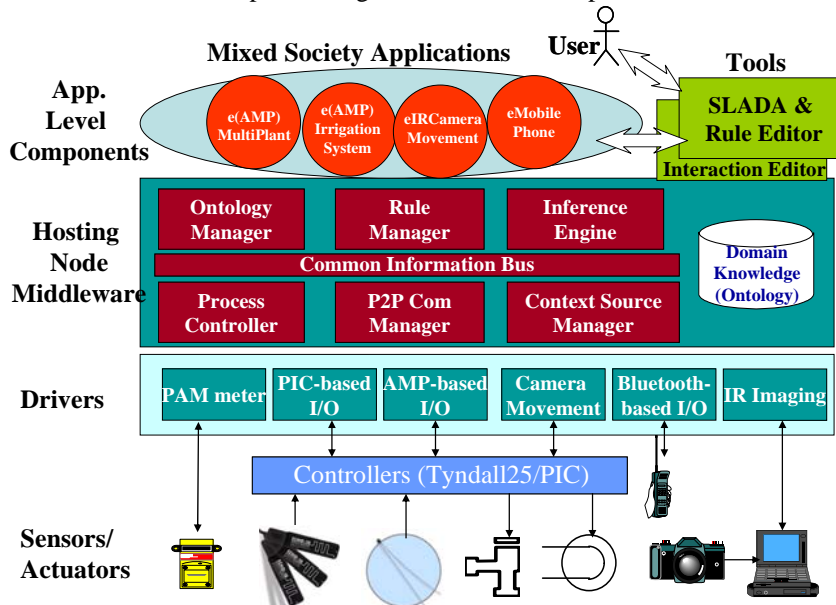 Mixed Society Applications
User
Tools
App.
Level
Components
e(AMP)
MultiPlant
e(AMP)
Irrigation
System
eIRCamera
Movement
eMobile
Phone
SLADA &
Rule Editor
Interaction Editor
Hosting
Node
Middleware
Ontology
Manager
Rule
Manager
Inference
Engine
Common Information Bus
Process
Controller
P2P Com
Manager
Context Source
Manager
Domain
Knowledge
(Ontology)
Drivers
PAM meter
PIC-based
I/O
AMP-based
I/O
Camera
Movement
Bluetooth-
based I/O
IR Imaging
Controllers (Tyndall25/PIC)
Sensors/
Actuators